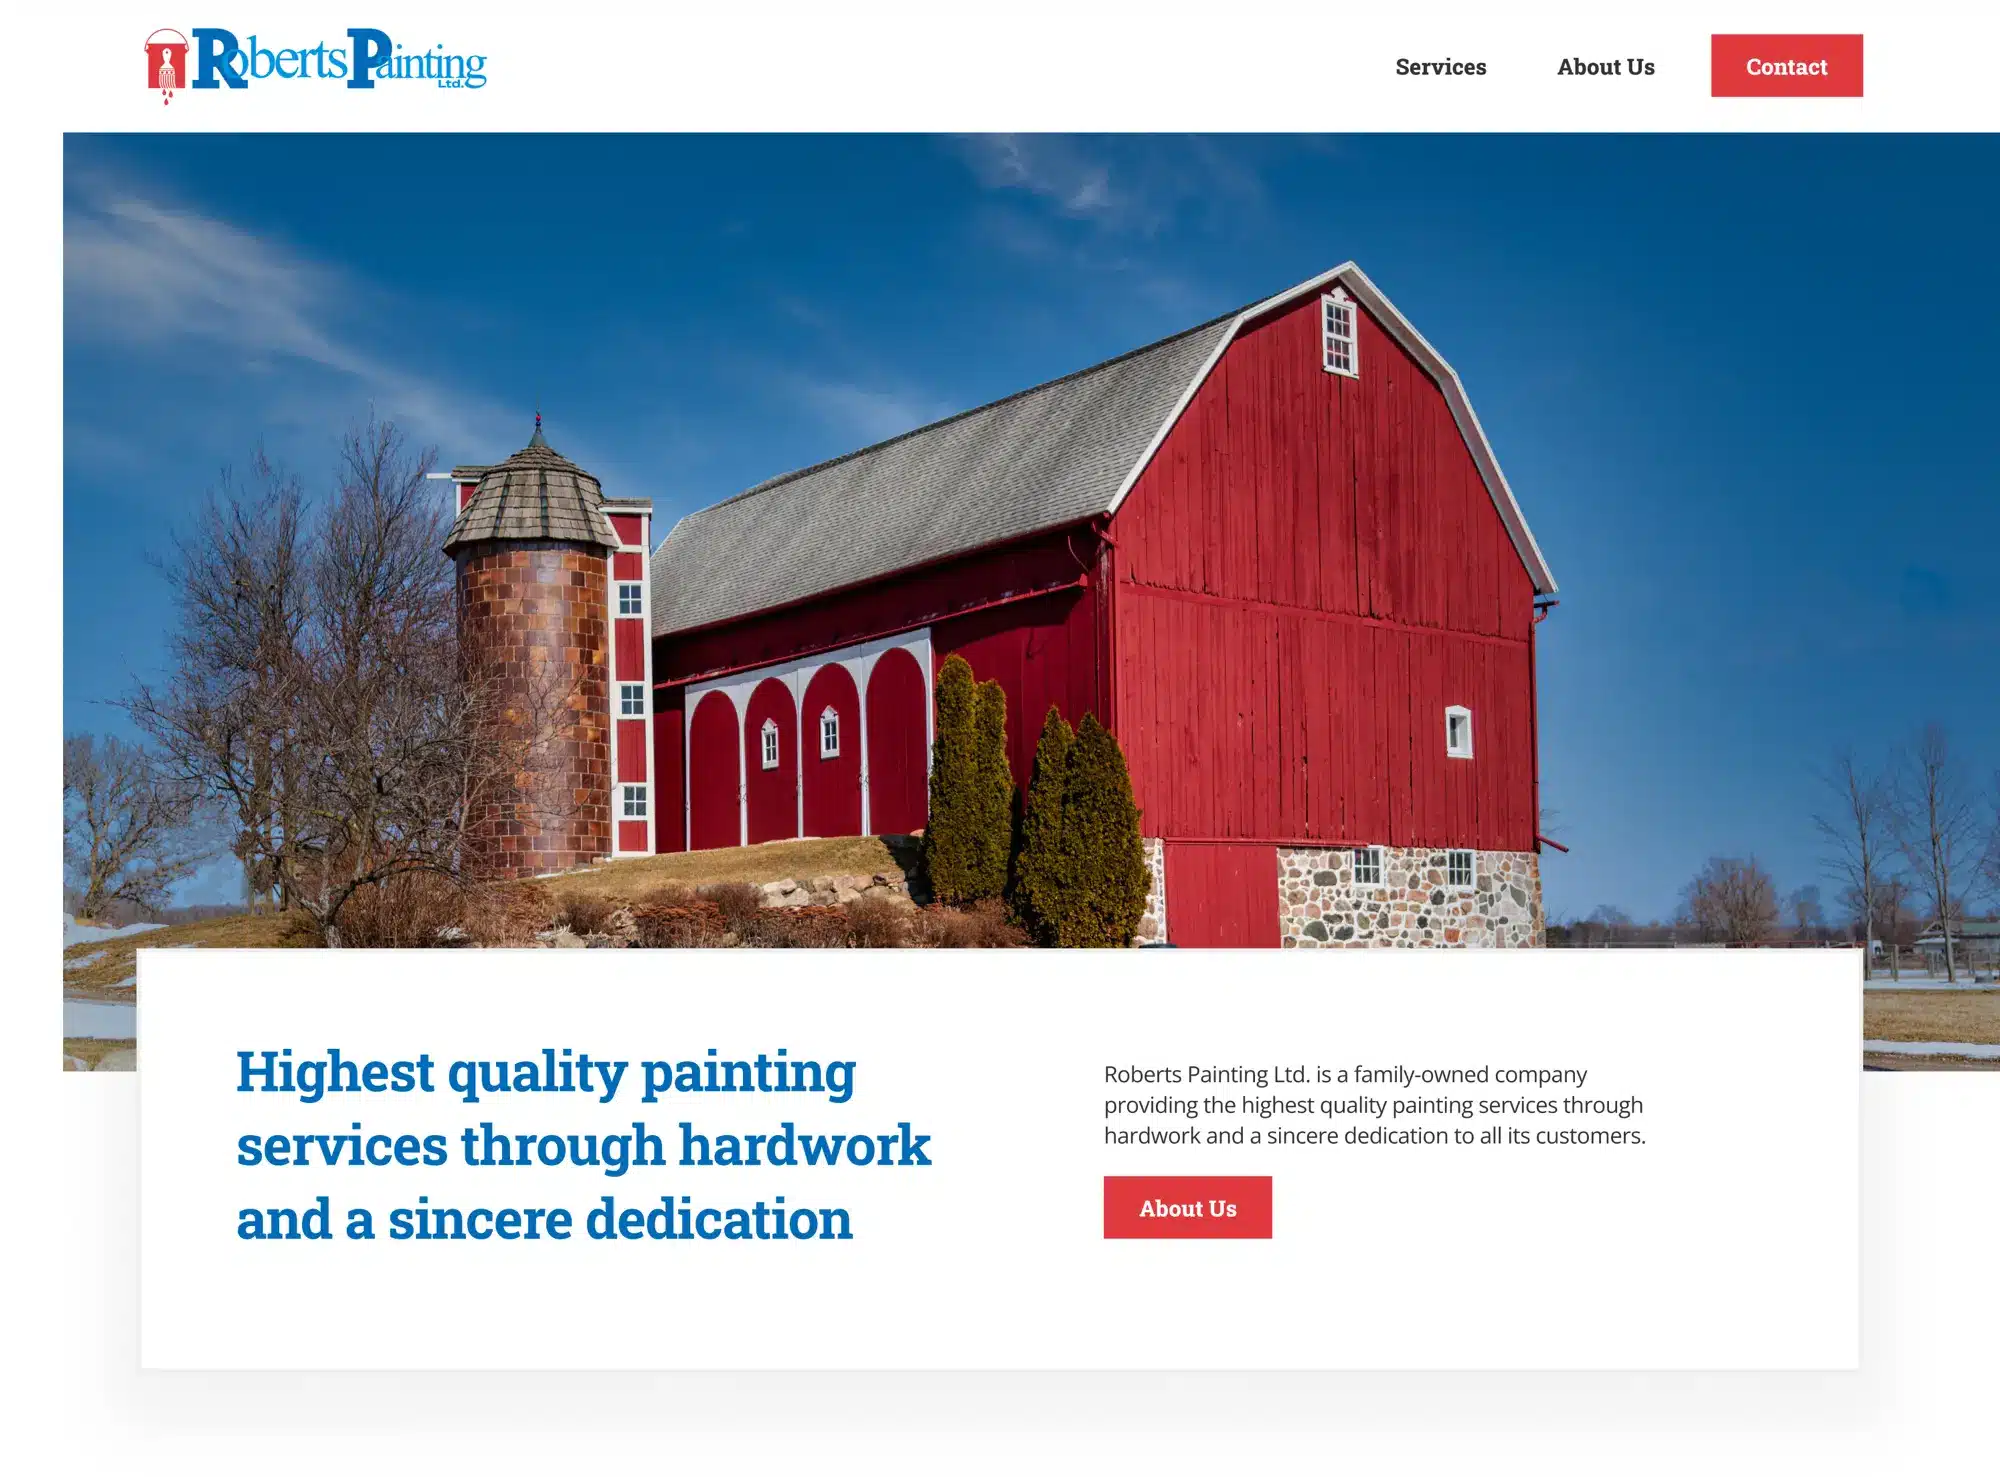 Roberts Painting
Ltd.
Services
About Us
Contact
Highest quality painting
services through hardwork
and a sincere dedication
Roberts Painting Ltd. is a family-owned company
providing the highest quality painting services through
hardwork and a sincere dedication to all its customers.
About Us